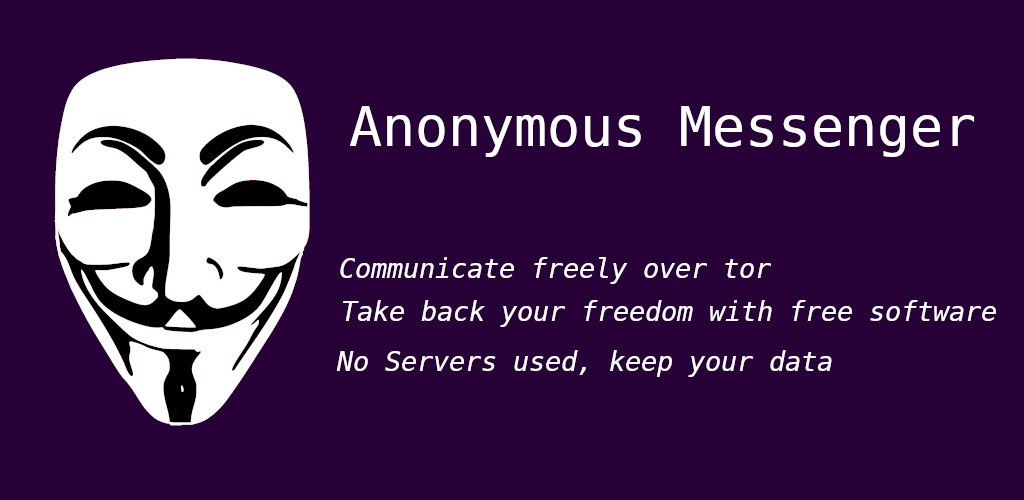 Anonymous Messenger
Communicate freely over tor
Take back your freedom with free software
No Servers used, keep your data